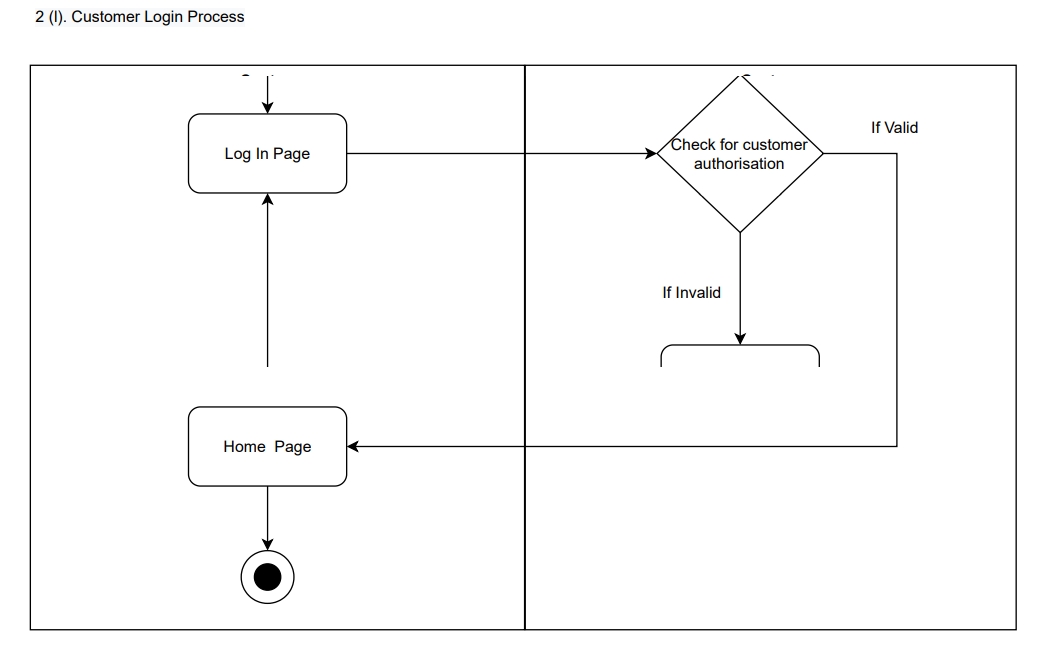 2 (I). Customer Login Process
If Valid
Log In Page
Check for customer
authorisation
If Invalid
Home Page